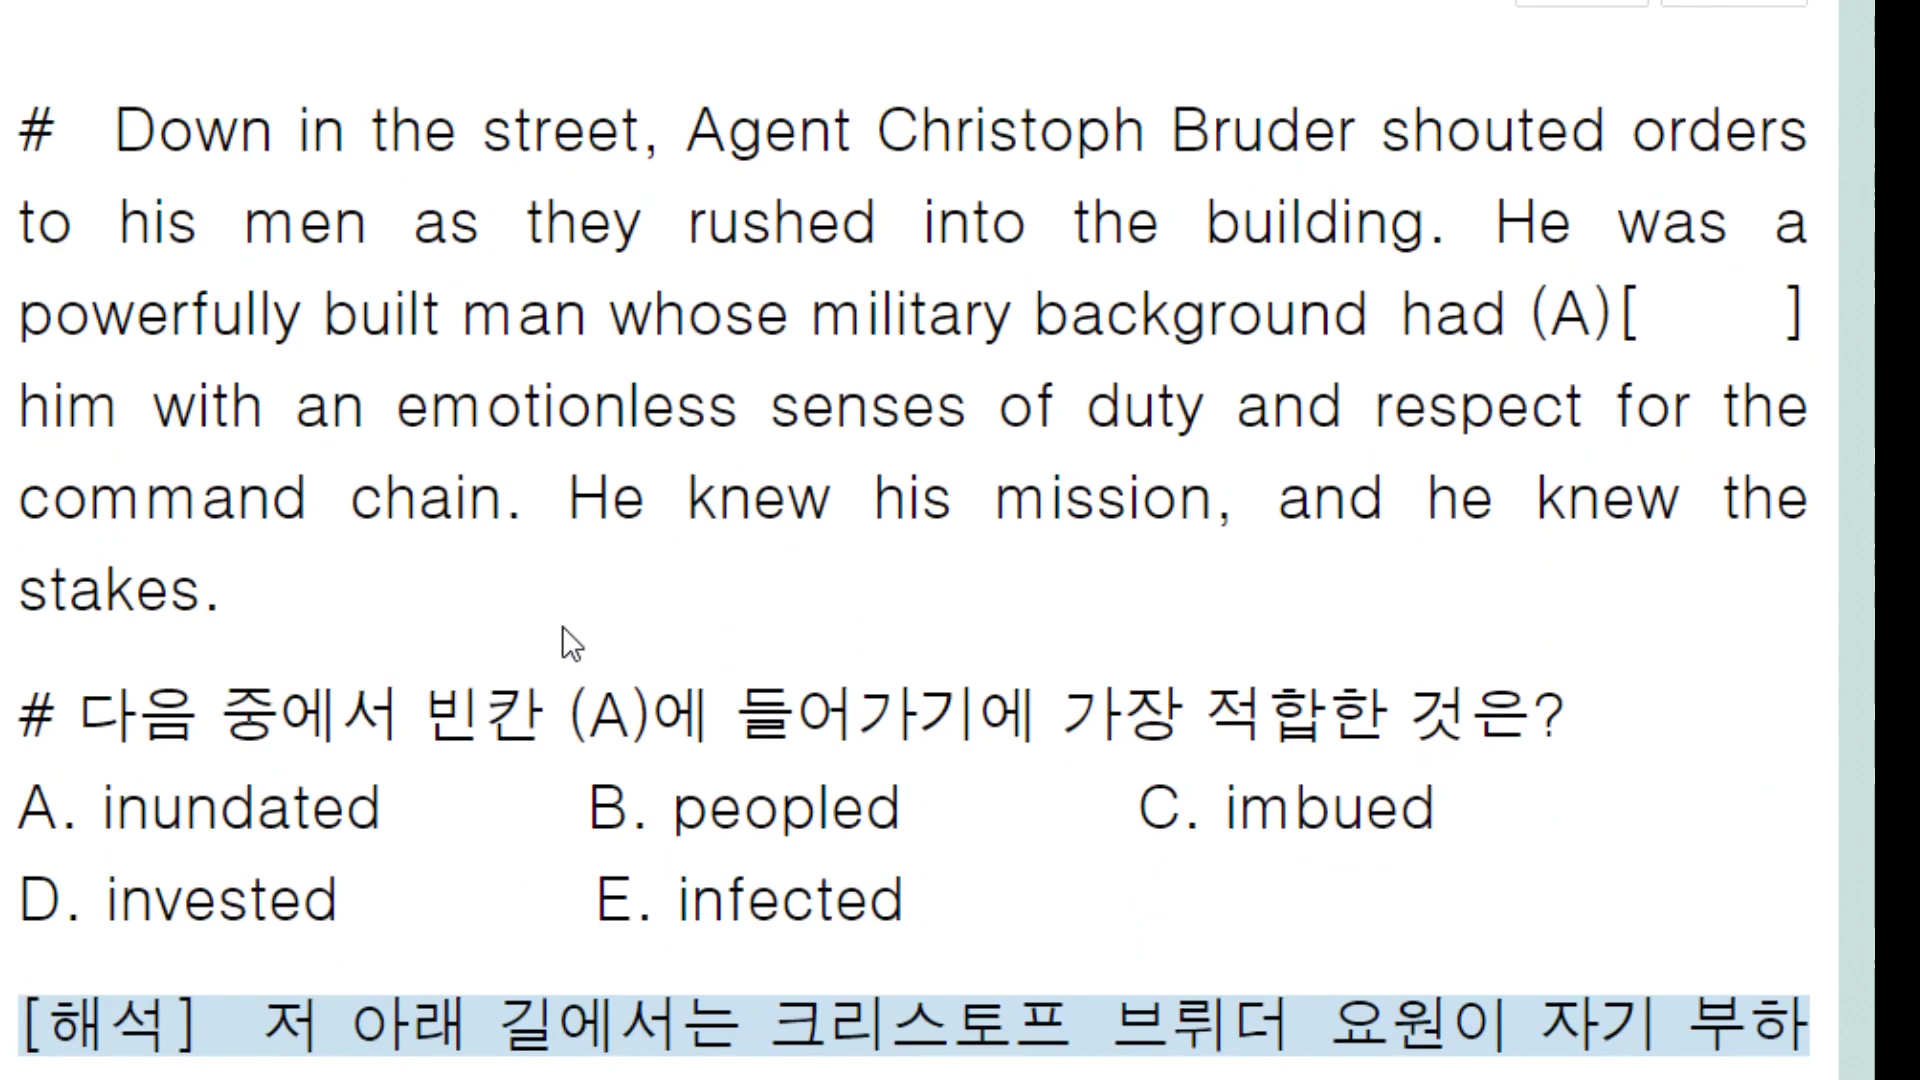 # Down in the street, Agent Christoph Bruder shouted orders
to his men as they rushed into the building. He was a
powerfully built man whose military background had (A)[ ]
him with an emotionless senses of duty and respect for the
command chain. He knew his mission, and he knew the
stakes.
# 다음 중에서 빈칸 (A)에 들어가기에 가장 적합한 것은?
A. inundated B. peopled C. imbued
D. invested E. infected
[해석] 저 아래 길에서는 크리스토프 브뤼더 요원이 자기 부하